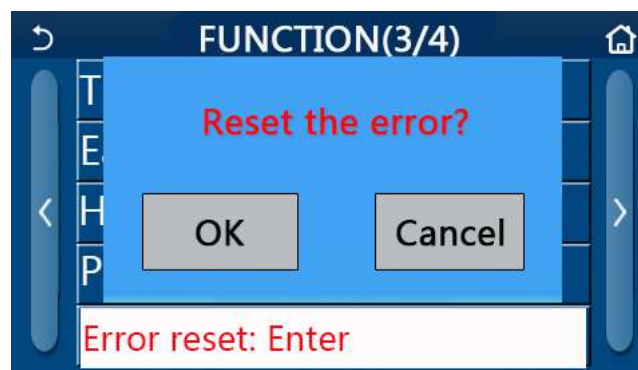 FUNCTION(3/4)
T
Reset the error?
E
H
OK
Cancel
P
Error reset: Enter